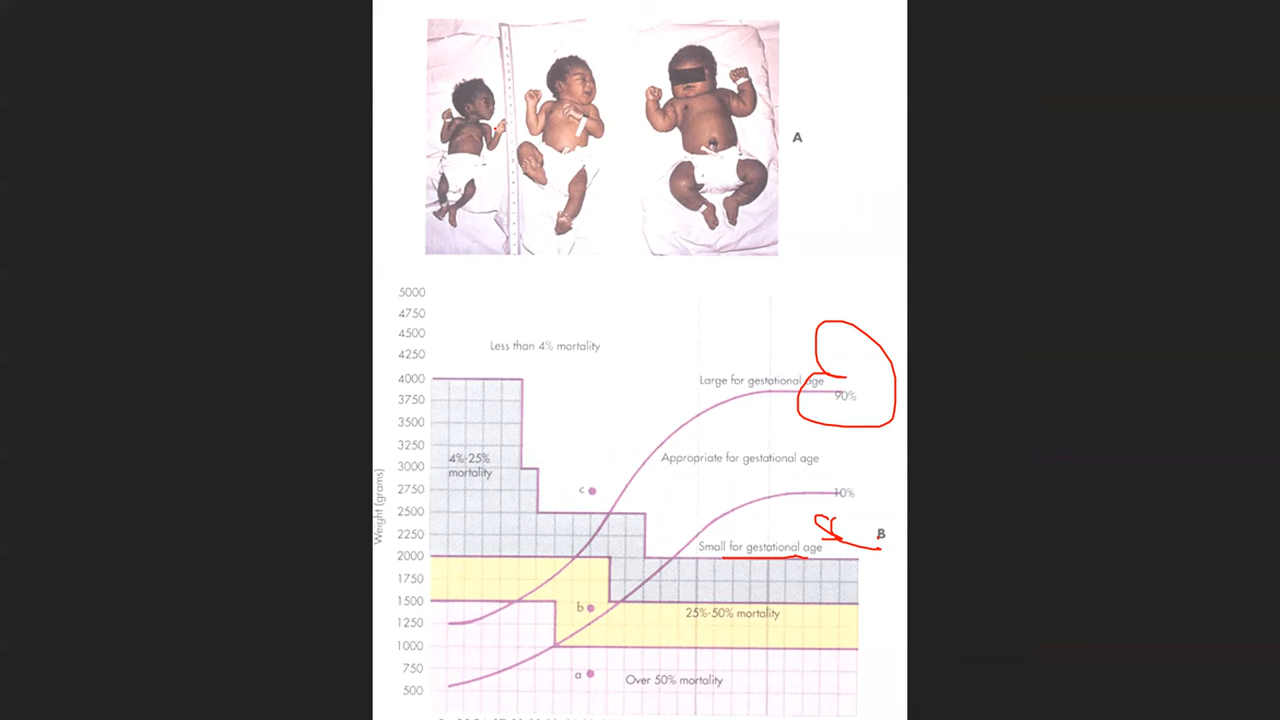 A
5000
4750
4500
4250
4000
3750
3500
3250
3000
2750
2500
2250
2000
1750
1500
1250
1000
750
500
Weight (grams)
Less than 4% mortality
Large for gestational age
90%
4%-25%
mortality
Appropriate for gestational age
c
10%
B
Small for gestational age
b
25%-50% mortality
a
Over 50% mortality